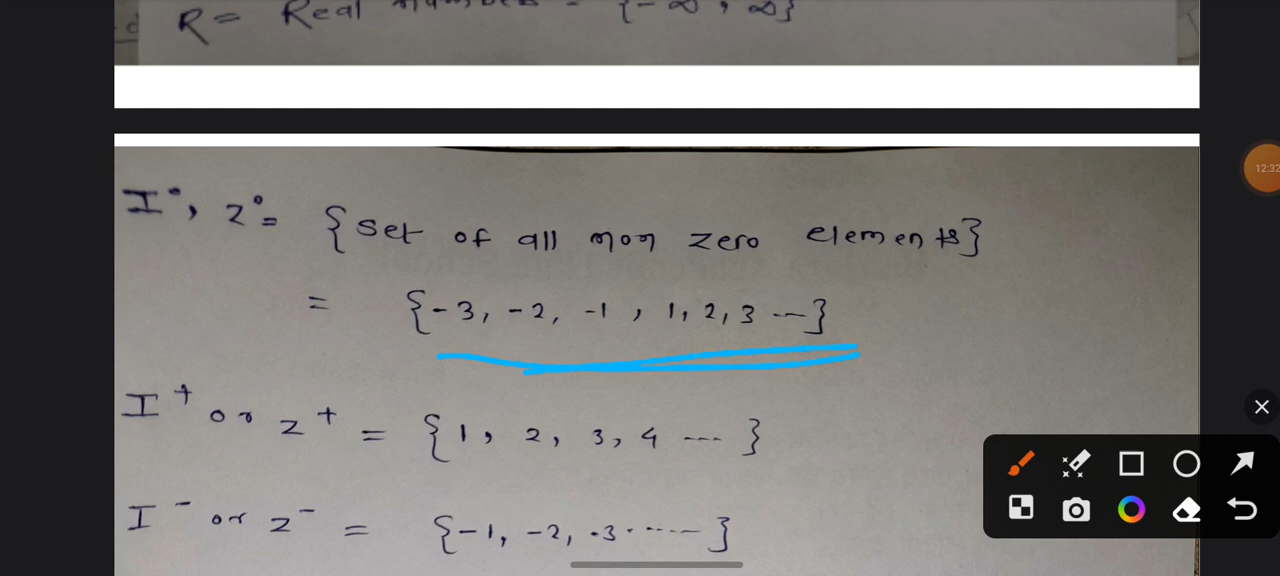 R = Real Numbers = {-∞, ∞}
I°, Z° = {set of all non zero elements}
= {-3, -2, -1, 1, 2, 3 ---}
I⁺ or Z⁺ = {1, 2, 3, 4 ---- }
I⁻ or Z⁻ = {-1, -2, -3 ------ }
12:32